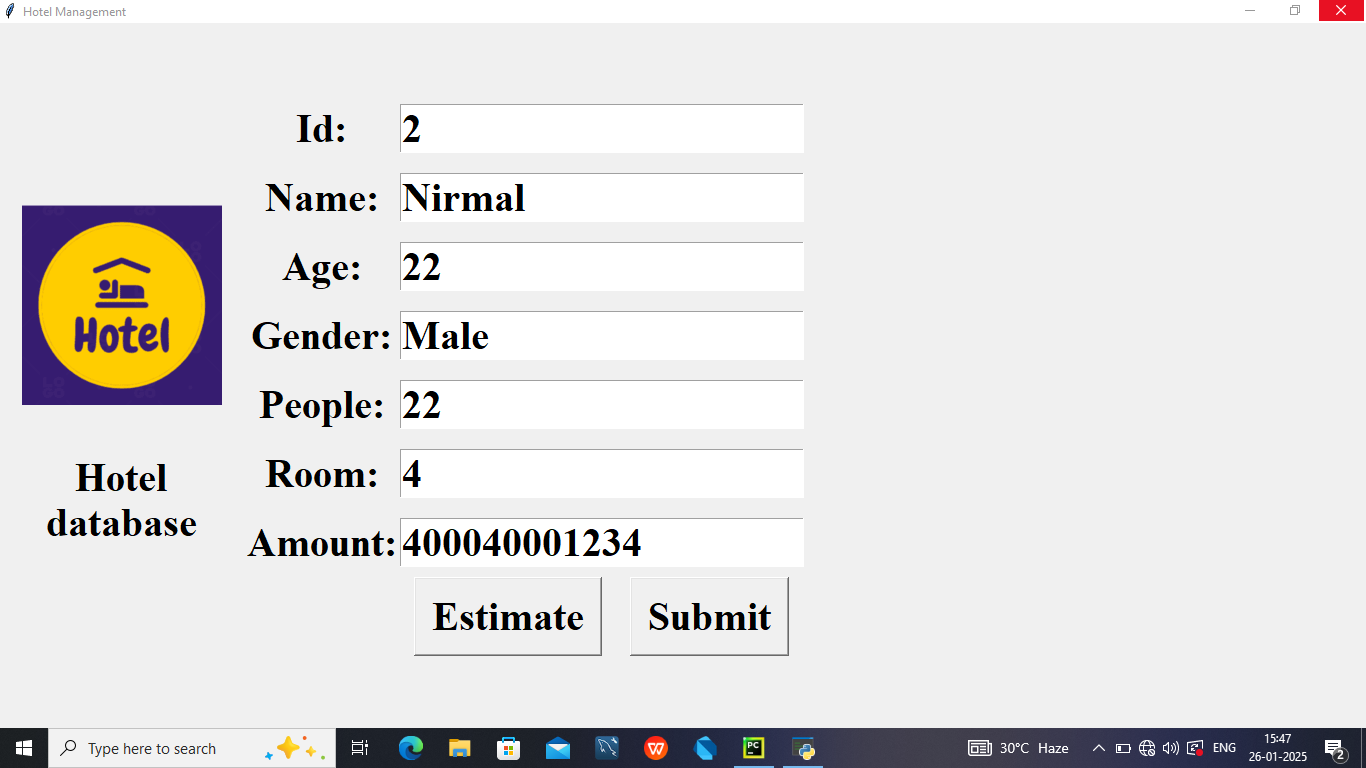 Hotel Management
Id: 2
Name: Nirmal
Hotel
Age: 22
Gender: Male
People: 22
Room: 4
Hotel
database
Amount: 400040001234
Estimate Submit
Type here to search
PC
30°C Haze
ENG
15:47
26-01-2025
2